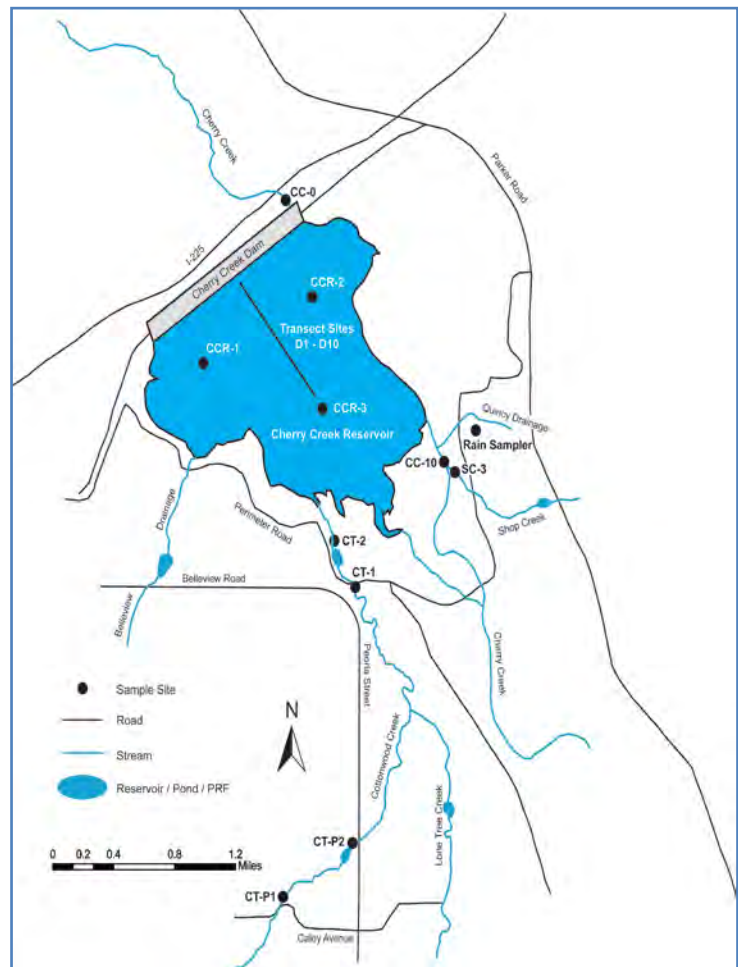 Cherry Creek
CC-0
Parker Road
I-225
Cherry Creek Dam
CCR-2
Transect Sites
D1 - D10
CCR-1
CCR-3
Cherry Creek Reservoir
Quincy Drainage
Rain Sampler
CC-10
SC-3
Shop Creek
Drainage
Perimeter Road
CT-2
CT-1
Belleview Road
Belleview
Peoria Street
Cherry Creek
Sample Site
Road
Stream
Reservoir / Pond / PRF
N
Cottonwood Creek
Lone Tree Creek
CT-P2
0 0.2 0.4 0.8 1.2
Miles
CT-P1
Caley Avenue